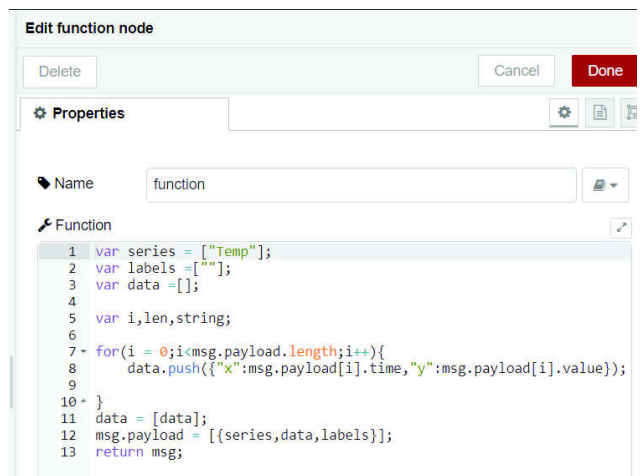 Edit function node
Delete
Cancel
Done
Properties
Name
function
Function
1 var series = ["Temp"];
2 var labels =[""];
3 var data =[];
4
5 var i,len,string;
6
7 for(i = 0;i<msg.payload.length;i++){
8     data.push({"x":msg.payload[i].time,"y":msg.payload[i].value});
9
10 }
11 data = [data];
12 msg.payload = [{series,data,labels}];
13 return msg;